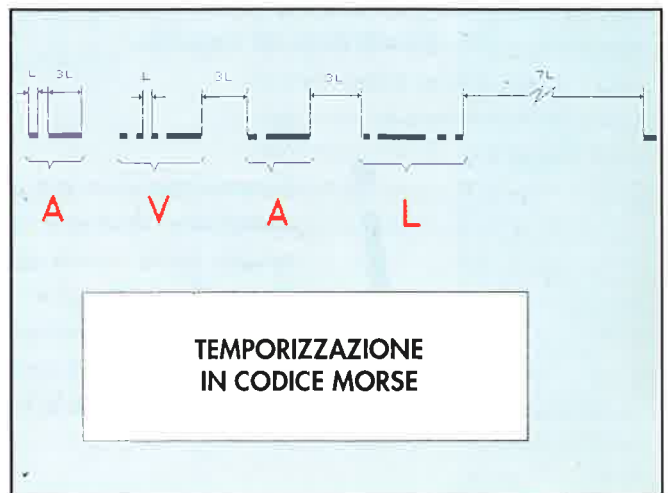 L 3L L 3L 3L 7L
A V A L
TEMPORIZZAZIONE
IN CODICE MORSE